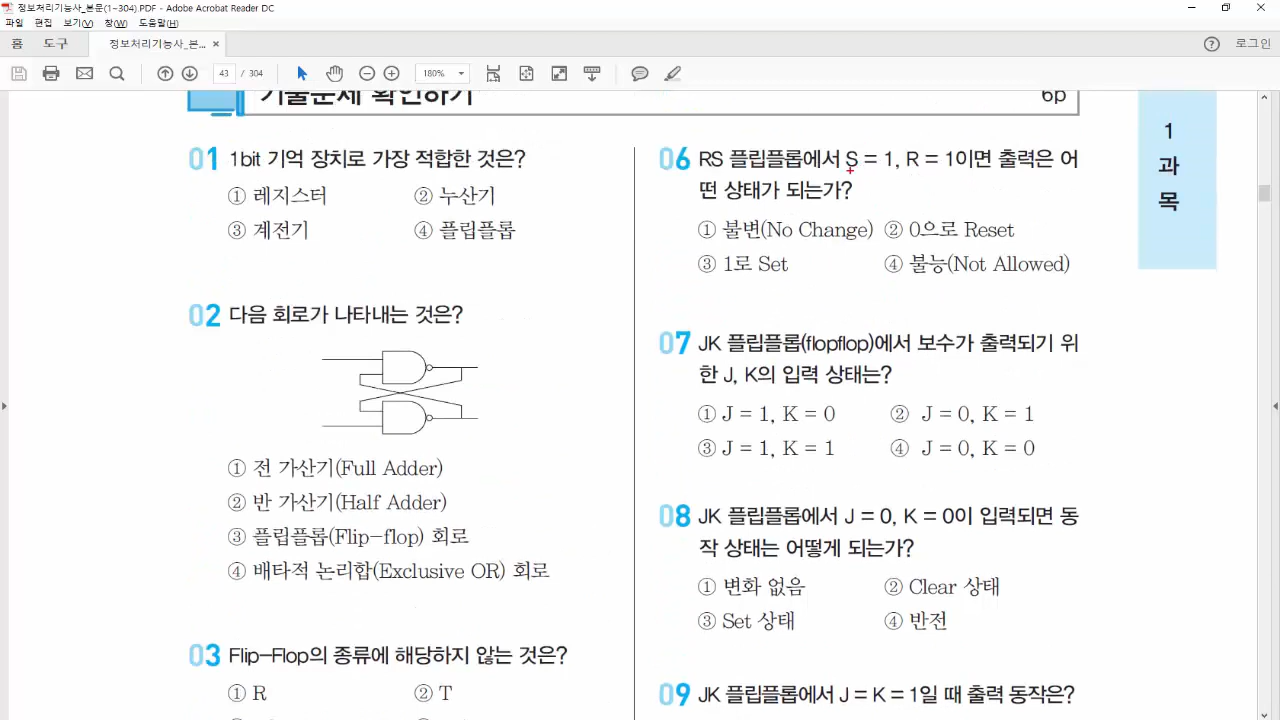 정보처리기능사_본문(1~304).PDF - Adobe Acrobat Reader DC
파일 편집 보기(V) 창(W) 도움말(H)
홈 도구 정보처리기능사_본... × 로그인
43 / 304 180%
기출문제 확인하기 6p
01 1bit 기억 장치로 가장 적합한 것은?
① 레지스터 ② 누산기
③ 계전기 ④ 플립플롭
02 다음 회로가 나타내는 것은?
① 전 가산기(Full Adder)
② 반 가산기(Half Adder)
③ 플립플롭(Flip-flop) 회로
④ 배타적 논리합(Exclusive OR) 회로
03 Flip-Flop의 종류에 해당하지 않는 것은?
① R ② T
06 RS 플립플롭에서 S = 1, R = 1이면 출력은 어
떤 상태가 되는가?
① 불변(No Change) ② 0으로 Reset
③ 1로 Set ④ 불능(Not Allowed)
07 JK 플립플롭(flopflop)에서 보수가 출력되기 위
한 J, K의 입력 상태는?
① J = 1, K = 0 ② J = 0, K = 1
③ J = 1, K = 1 ④ J = 0, K = 0
08 JK 플립플롭에서 J = 0, K = 0이 입력되면 동
작 상태는 어떻게 되는가?
① 변화 없음 ② Clear 상태
③ Set 상태 ④ 반전
09 JK 플립플롭에서 J = K = 1일 때 출력 동작은?
1
과
목